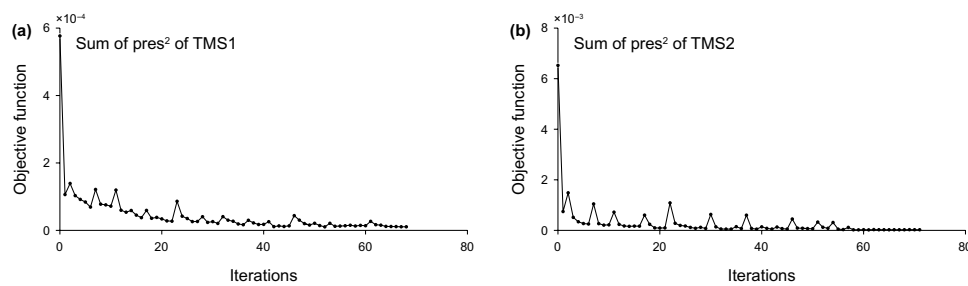 (a)
×10⁻⁴
Sum of pres² of TMS1
Objective function
6
4
2
0
0 20 40 60 80
Iterations
(b)
×10⁻³
Sum of pres² of TMS2
Objective function
8
6
4
2
0
0 20 40 60 80
Iterations